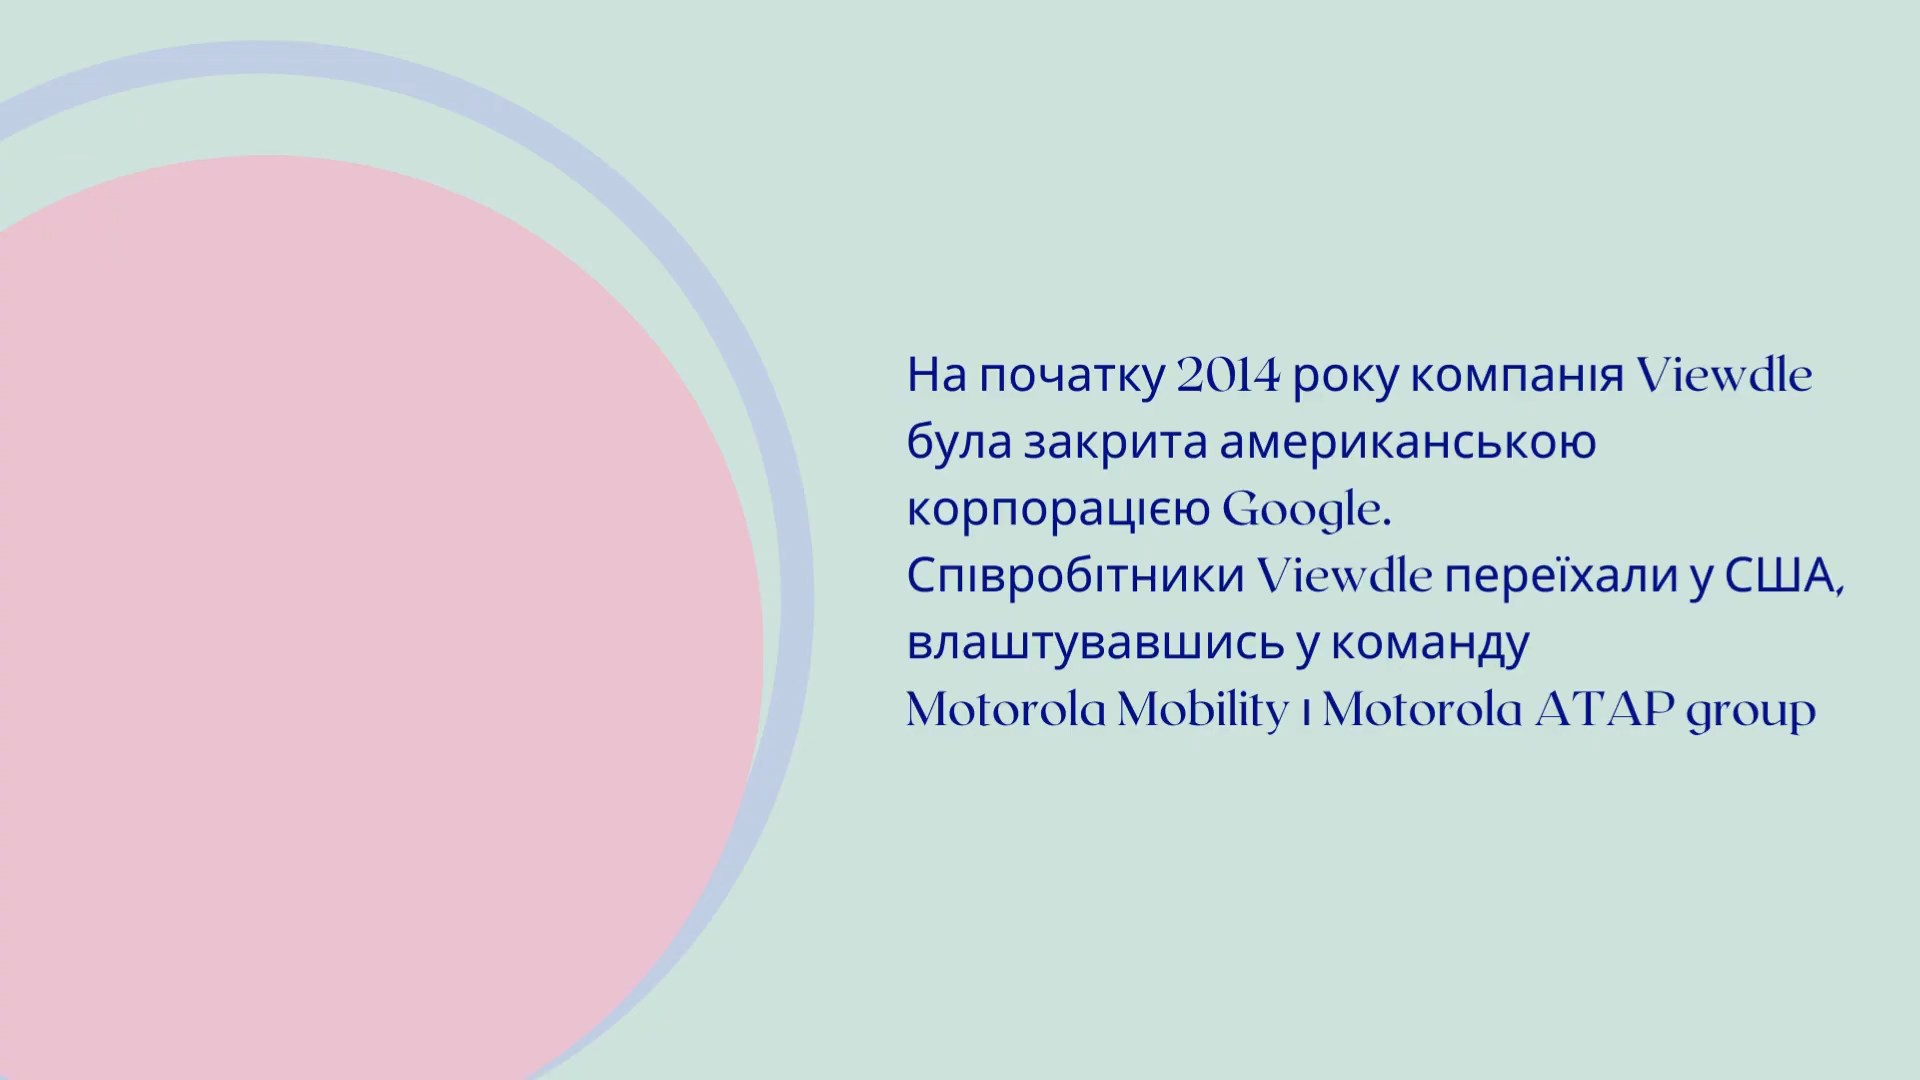 На початку 2014 року компанія Viewdle
була закрита американською
корпорацією Google.
Співробітники Viewdle переїхали у США,
влаштувавшись у команду
Motorola Mobility і Motorola ATAP group